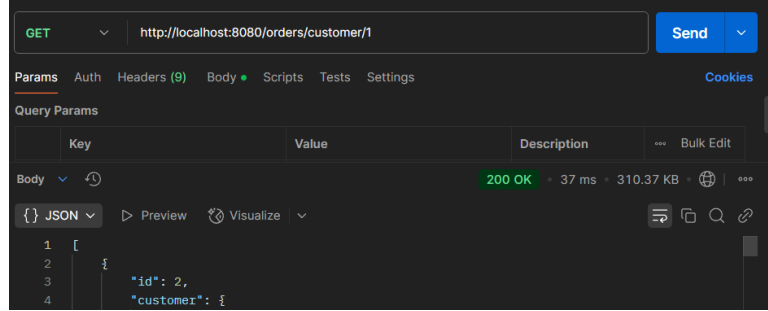 GET http://localhost:8080/orders/customer/1 Send
Params Auth Headers (9) Body Scripts Tests Settings Cookies
Query Params
Key Value Description Bulk Edit
Body 200 OK 37 ms 310.37 KB
{} JSON Preview Visualize
1 [
2 {
3 "id": 2,
4 "customer": {